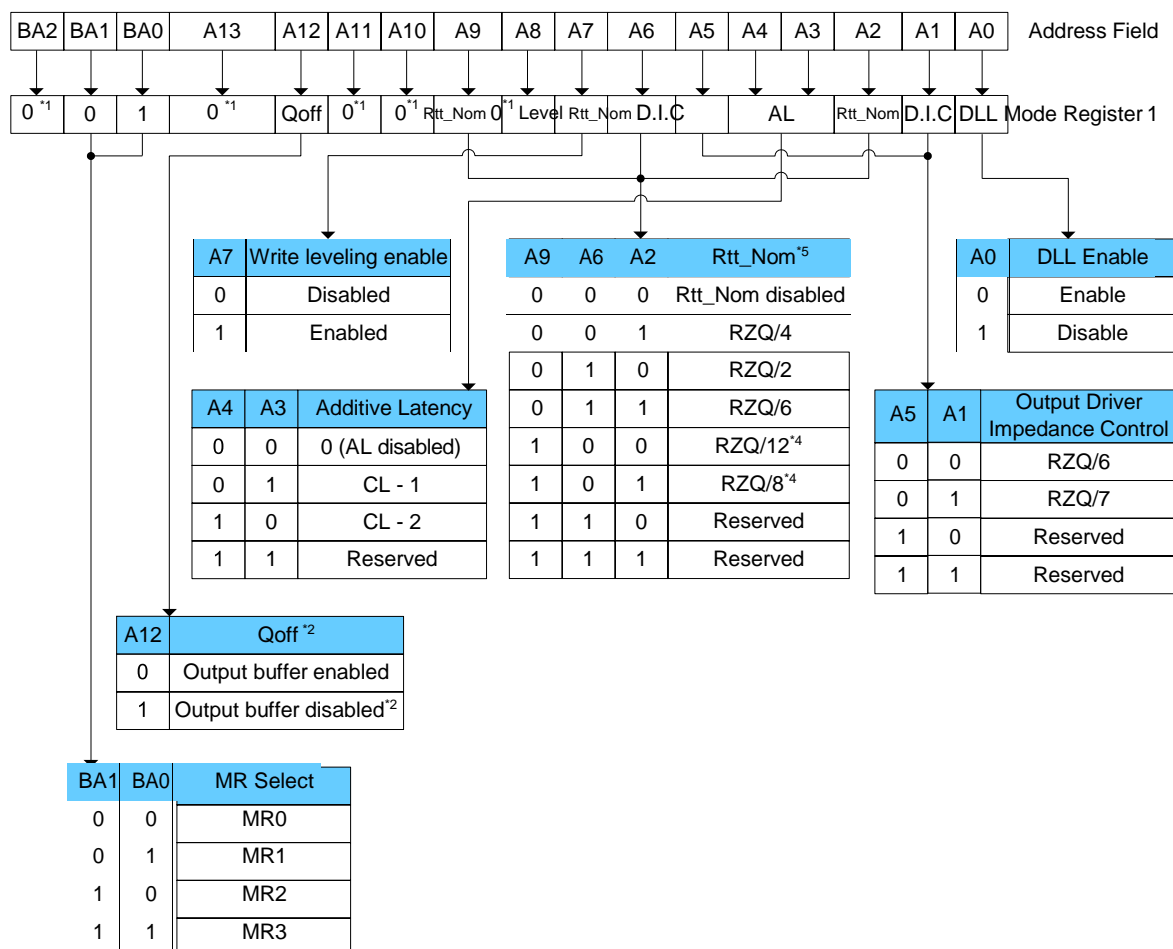 BA2 BA1 BA0 A13 A12 A11 A10 A9 A8 A7 A6 A5 A4 A3 A2 A1 A0 Address Field
0*1 0 1 0*1 Qoff 0*1 0*1 Rtt_Nom 0*1 Level Rtt_Nom D.I.C AL Rtt_Nom D.I.C DLL Mode Register 1
A7 Write leveling enable
0 Disabled
1 Enabled
A9 A6 A2 Rtt_Nom*5
0 0 0 Rtt_Nom disabled
0 0 1 RZQ/4
0 1 0 RZQ/2
0 1 1 RZQ/6
1 0 0 RZQ/12*4
1 0 1 RZQ/8*4
1 1 0 Reserved
1 1 1 Reserved
A0 DLL Enable
0 Enable
1 Disable
A4 A3 Additive Latency
0 0 0 (AL disabled)
0 1 CL - 1
1 0 CL - 2
1 1 Reserved
A5 A1 Output Driver
Impedance Control
0 0 RZQ/6
0 1 RZQ/7
1 0 Reserved
1 1 Reserved
A12 Qoff *2
0 Output buffer enabled
1 Output buffer disabled*2
BA1 BA0 MR Select
0 0 MR0
0 1 MR1
1 0 MR2
1 1 MR3